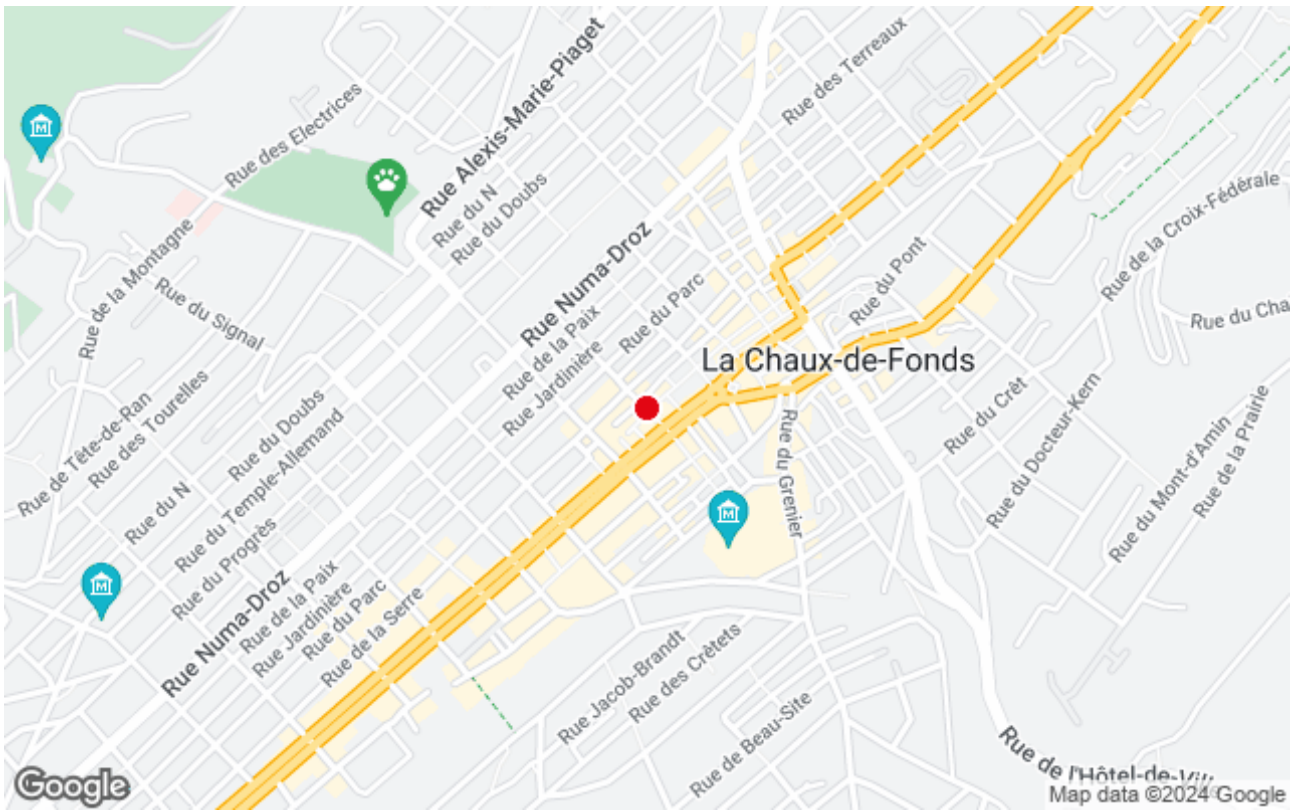 Rue des Terreaux
Rue Alexis-Marie-Piaget
Rue des Electrices
Rue du N
Rue du Doubs
Rue de la Croix-Fédérale
Rue de la Montagne
Rue Numa-Droz
Rue du Parc
Rue du Pont
Rue du Signal
Rue de la Paix
Rue Jardinière
Rue du Cha
La Chaux-de-Fonds
Rue de Tête-de-Ran
Rue des Tourelles
Rue du Doubs
Rue du Crêt
Rue du Docteur-Kern
Rue du Mont-d'Amin
Rue de la Prairie
Rue du Grenier
Rue du N
Rue du Temple-Allemand
Rue du Progrès
Rue Numa-Droz
Rue de la Paix
Rue Jardinière
Rue du Parc
Rue de la Serre
Rue Jacob-Brandt
Rue des Crêtets
Rue de Beau-Site
Rue de l'Hôtel-de-Vill
Google
Map data ©2024 Google